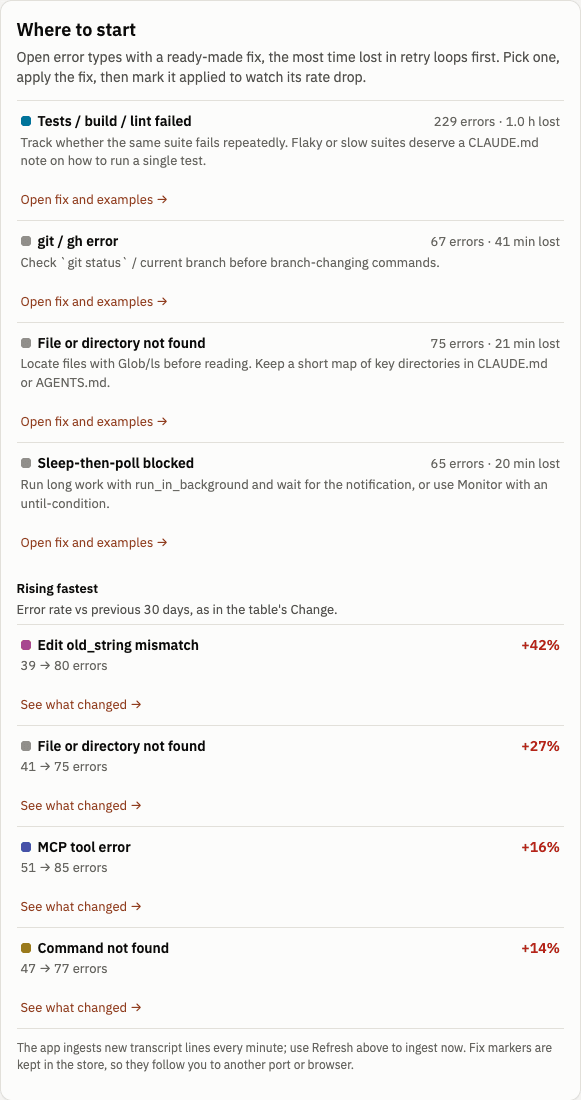 Where to start
Open error types with a ready-made fix, the most time lost in retry loops first. Pick one,
apply the fix, then mark it applied to watch its rate drop.
Tests / build / lint failed 229 errors · 1.0 h lost
Track whether the same suite fails repeatedly. Flaky or slow suites deserve a CLAUDE.md
note on how to run a single test.
Open fix and examples →
git / gh error 67 errors · 41 min lost
Check `git status` / current branch before branch-changing commands.
Open fix and examples →
File or directory not found 75 errors · 21 min lost
Locate files with Glob/ls before reading. Keep a short map of key directories in CLAUDE.md
or AGENTS.md.
Open fix and examples →
Sleep-then-poll blocked 65 errors · 20 min lost
Run long work with run_in_background and wait for the notification, or use Monitor with an
until-condition.
Open fix and examples →
Rising fastest
Error rate vs previous 30 days, as in the table's Change.
Edit old_string mismatch +42%
39 → 80 errors
See what changed →
File or directory not found +27%
41 → 75 errors
See what changed →
MCP tool error +16%
51 → 85 errors
See what changed →
Command not found +14%
47 → 77 errors
See what changed →
The app ingests new transcript lines every minute; use Refresh above to ingest now. Fix markers are
kept in the store, so they follow you to another port or browser.